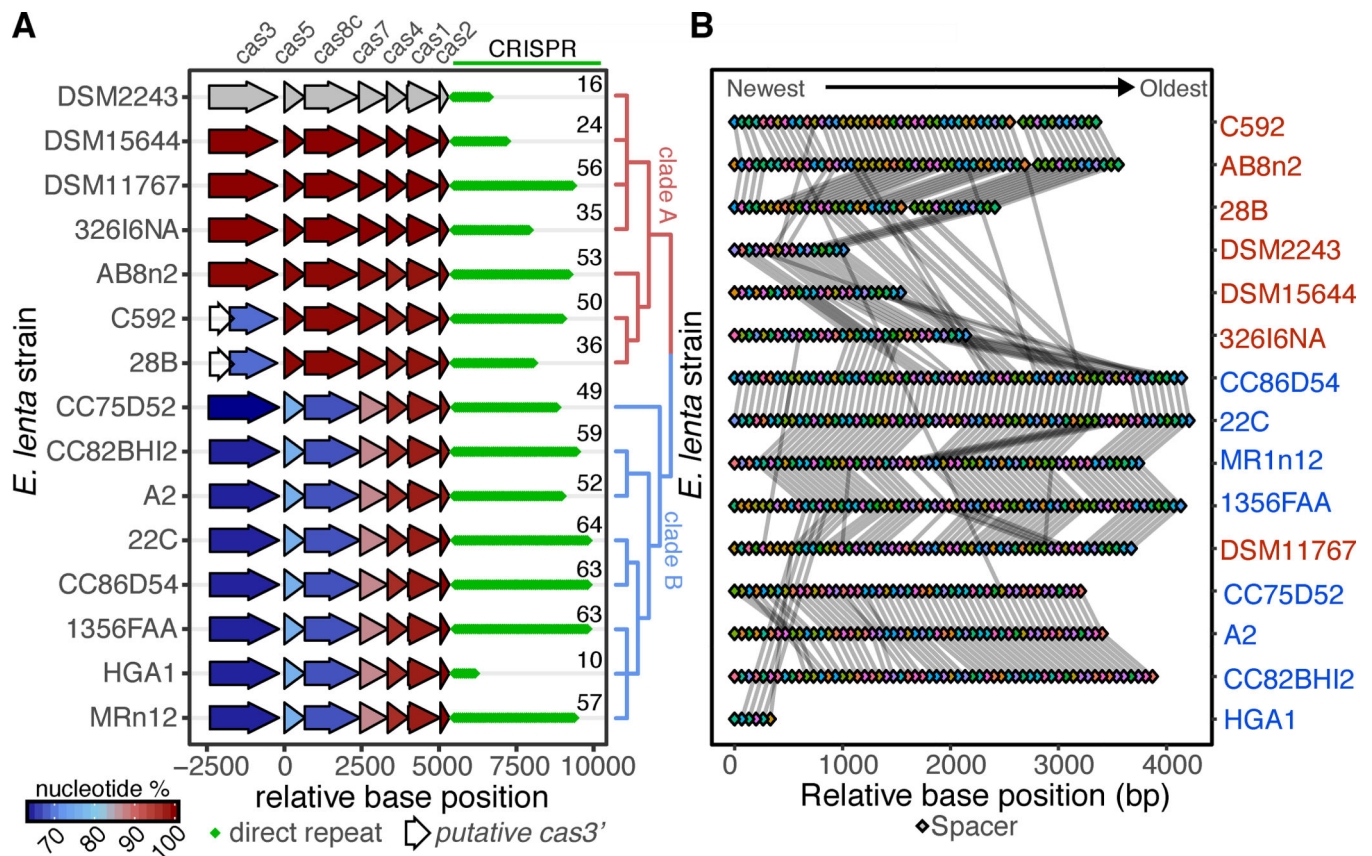 A
cas3 cas5 cas8c cas7 cas4 cas1 cas2
CRISPR
DSM2243 16
DSM15644 24
DSM11767 56
326I6NA 35
AB8n2 53
C592 50
28B 36
CC75D52 49
CC82BHI2 59
A2 52
22C 64
CC86D54 63
1356FAA 63
HGA1 10
MRn12 57
E. lenta strain
clade A
clade B
−2500 0 2500 5000 7500 10000
relative base position
nucleotide %
70 80 90 100
direct repeat
putative cas3’
B
Newest Oldest
C592
AB8n2
28B
DSM2243
DSM15644
326I6NA
CC86D54
22C
MR1n12
1356FAA
DSM11767
CC75D52
A2
CC82BHI2
HGA1
E. lenta strain
0 1000 2000 3000 4000
Relative base position (bp)
Spacer